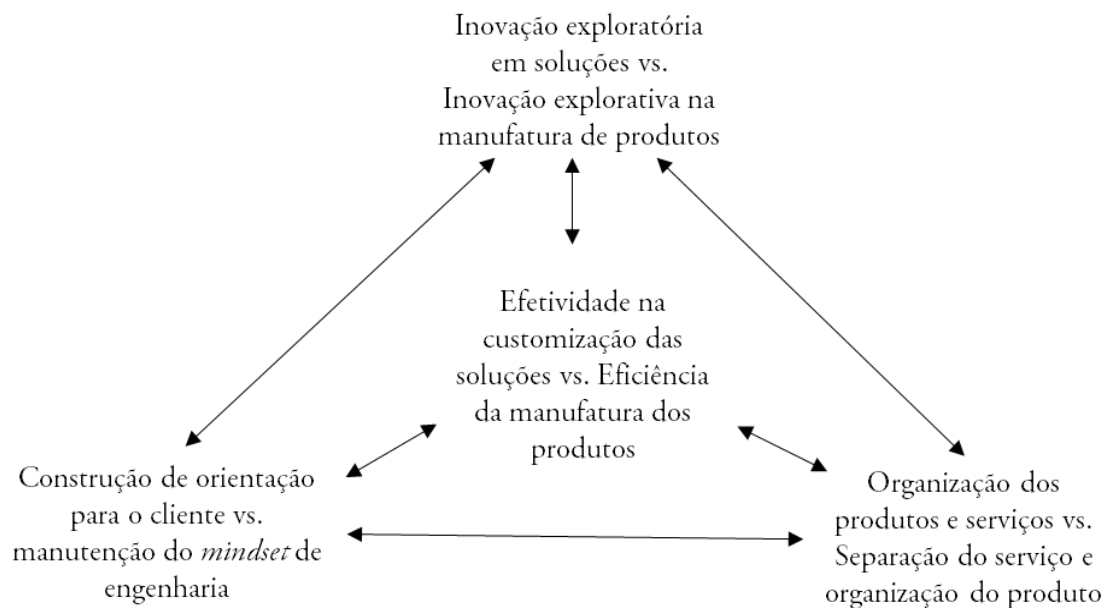 Inovação exploratória
em soluções vs.
Inovação explorativa na
manufatura de produtos
Efetividade na
customização das
soluções vs. Eficiência
da manufatura dos
produtos
Construção de orientação
para o cliente vs.
manutenção do mindset de
engenharia
Organização dos
produtos e serviços vs.
Separação do serviço e
organização do produto